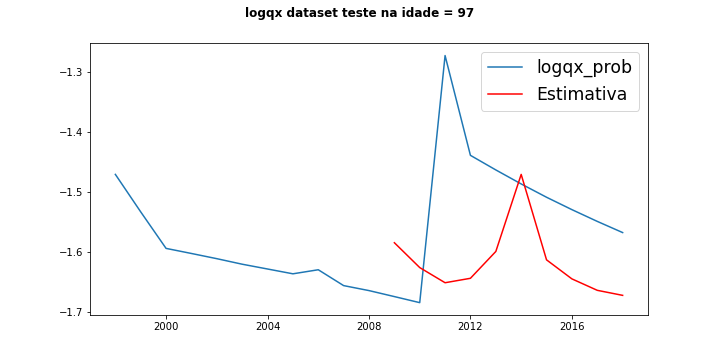 logqx dataset teste na idade = 97
logqx_prob
Estimativa
−1.3
−1.4
−1.5
−1.6
−1.7
2000 2004 2008 2012 2016